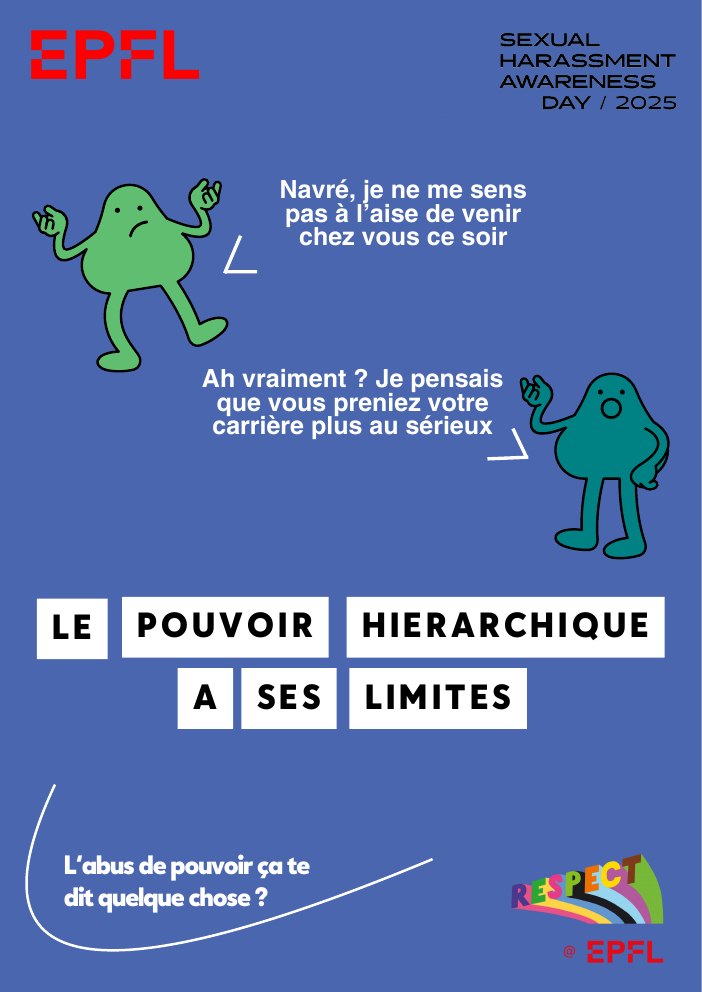 EPFL
SEXUAL
HARASSMENT
AWARENESS
DAY / 2025
Navré, je ne me sens
pas à l'aise de venir
chez vous ce soir
Ah vraiment ? Je pensais
que vous preniez votre
carrière plus au sérieux
LE POUVOIR HIERARCHIQUE
A SES LIMITES
L'abus de pouvoir ça te
dit quelque chose ?
RESPECT
@ EPFL